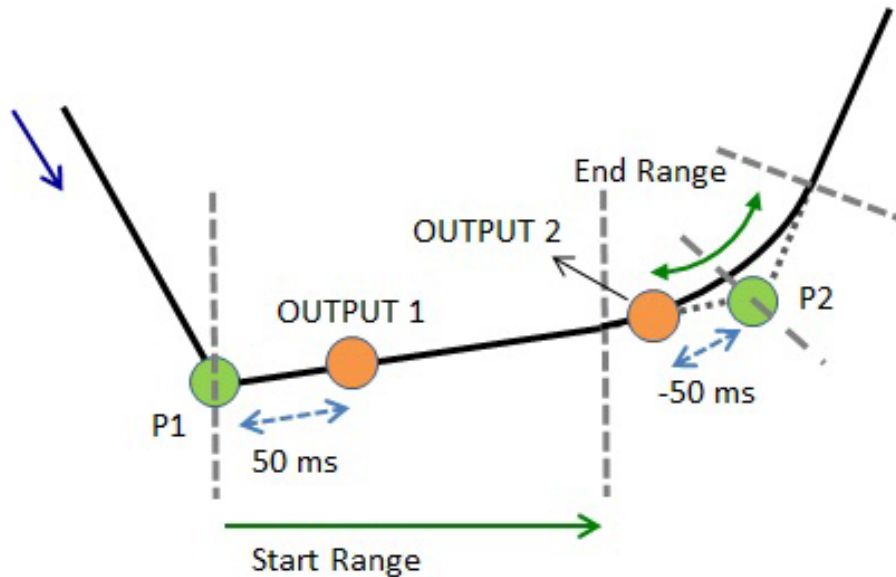 End Range
OUTPUT 2
OUTPUT 1
P2
P1
-50 ms
50 ms
Start Range